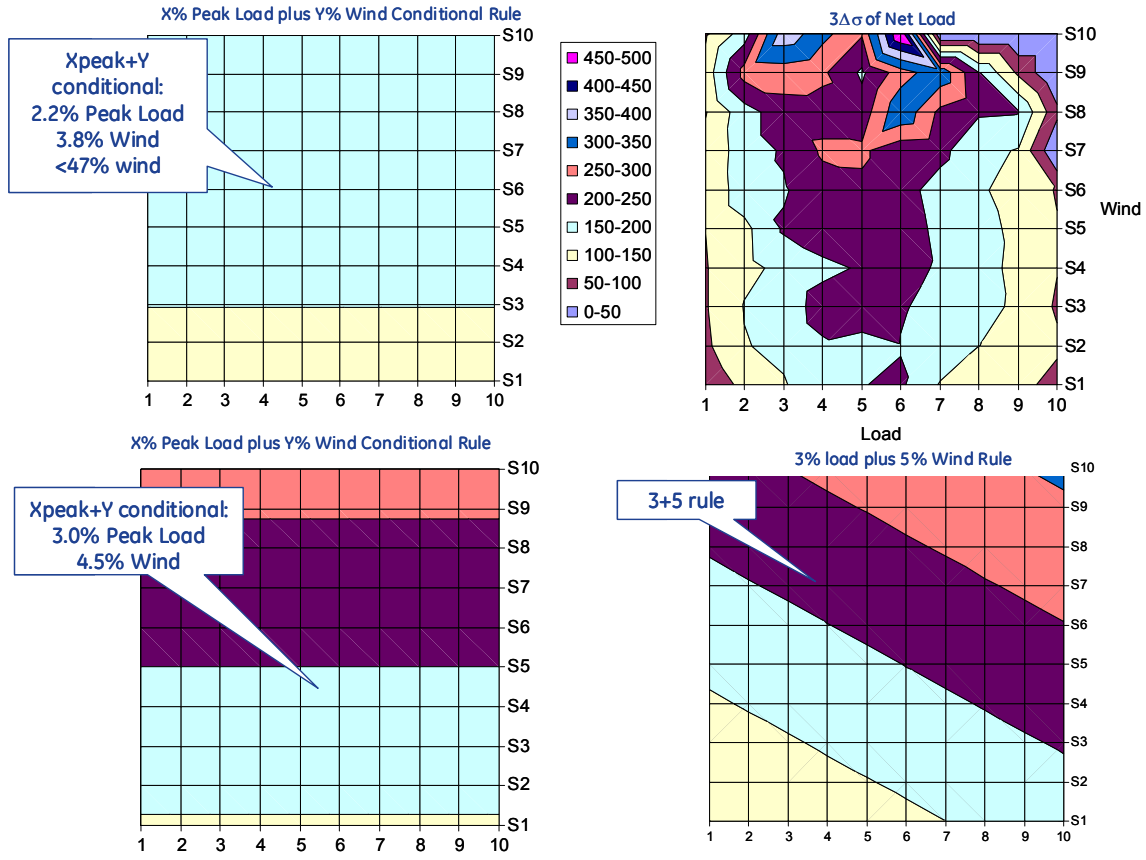 X% Peak Load plus Y% Wind Conditional Rule
Xpeak+Y
conditional:
2.2% Peak Load
3.8% Wind
<47% wind
S10
S9
S8
S7
S6
S5
S4
S3
S2
S1
1 2 3 4 5 6 7 8 9 10
450-500
400-450
350-400
300-350
250-300
200-250
150-200
100-150
50-100
0-50
3Δσ of Net Load
S10
S9
S8
S7
S6
S5
S4
S3
S2
S1
Wind
1 2 3 4 5 6 7 8 9 10
Load
X% Peak Load plus Y% Wind Conditional Rule
Xpeak+Y conditional:
3.0% Peak Load
4.5% Wind
S10
S9
S8
S7
S6
S5
S4
S3
S2
S1
1 2 3 4 5 6 7 8 9 10
3% load plus 5% Wind Rule
3+5 rule
S10
S9
S8
S7
S6
S5
S4
S3
S2
S1
1 2 3 4 5 6 7 8 9 10